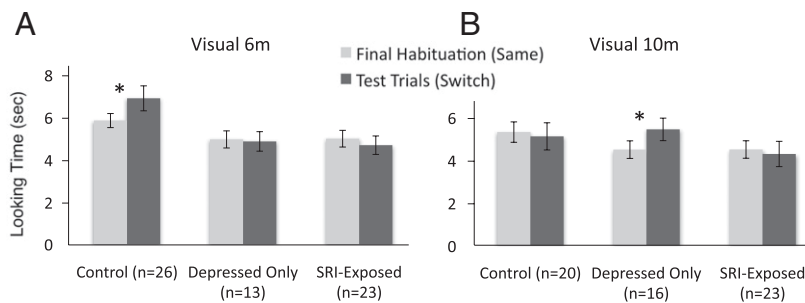 A
Visual 6m
Final Habituation (Same)
Test Trials (Switch)
Looking Time (sec)
8
6
4
2
0
*
Control (n=26)
Depressed Only
(n=13)
SRI-Exposed
(n=23)
B
Visual 10m
6
4
2
0
*
Control (n=20)
Depressed Only
(n=16)
SRI-Exposed
(n=23)